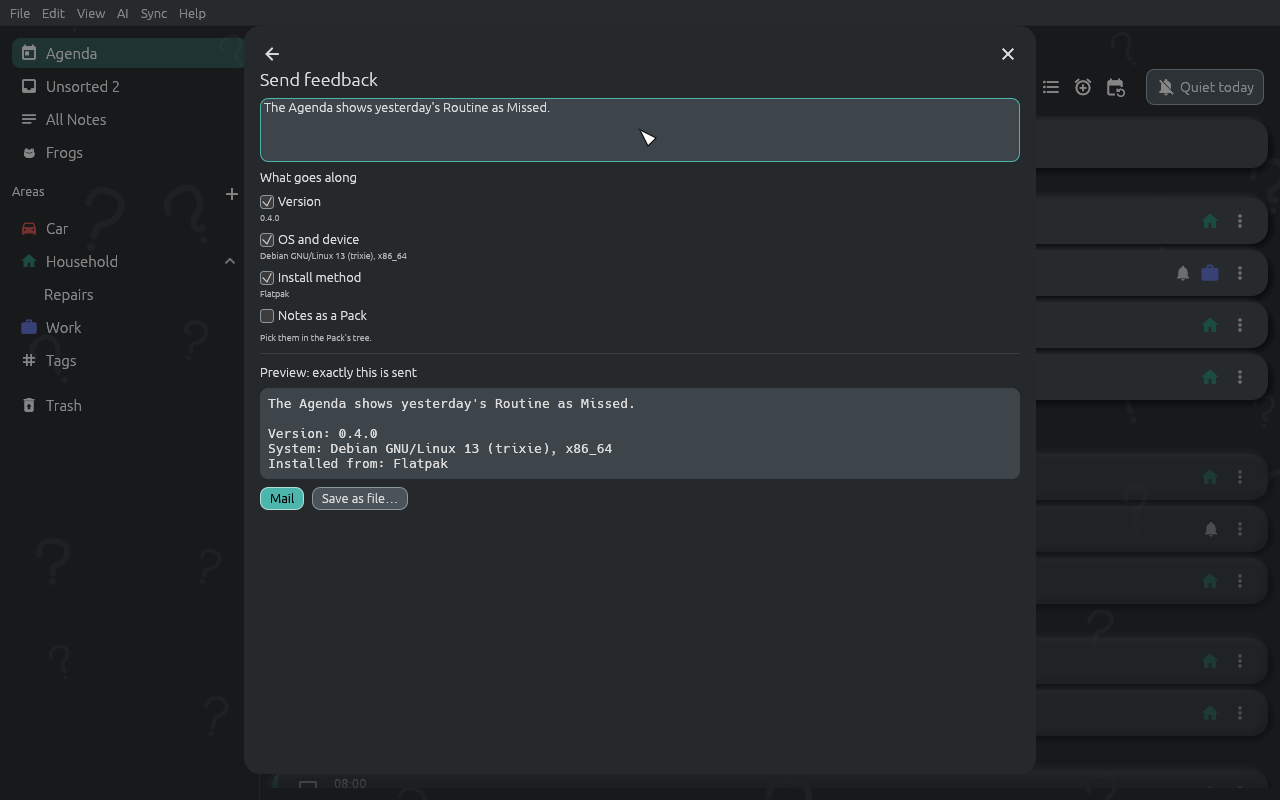 File Edit View AI Sync Help
Agenda
Unsorted 2
All Notes
Frogs
Areas
Car
Household
Repairs
Work
Tags
Trash
Send feedback
The Agenda shows yesterday's Routine as Missed.
What goes along
Version
0.4.0
OS and device
Debian GNU/Linux 13 (trixie), x86_64
Install method
Flatpak
Notes as a Pack
Pick them in the Pack's tree.
Preview: exactly this is sent
The Agenda shows yesterday's Routine as Missed.
Version: 0.4.0
System: Debian GNU/Linux 13 (trixie), x86_64
Installed from: Flatpak
Mail Save as file...
Quiet today
08:00